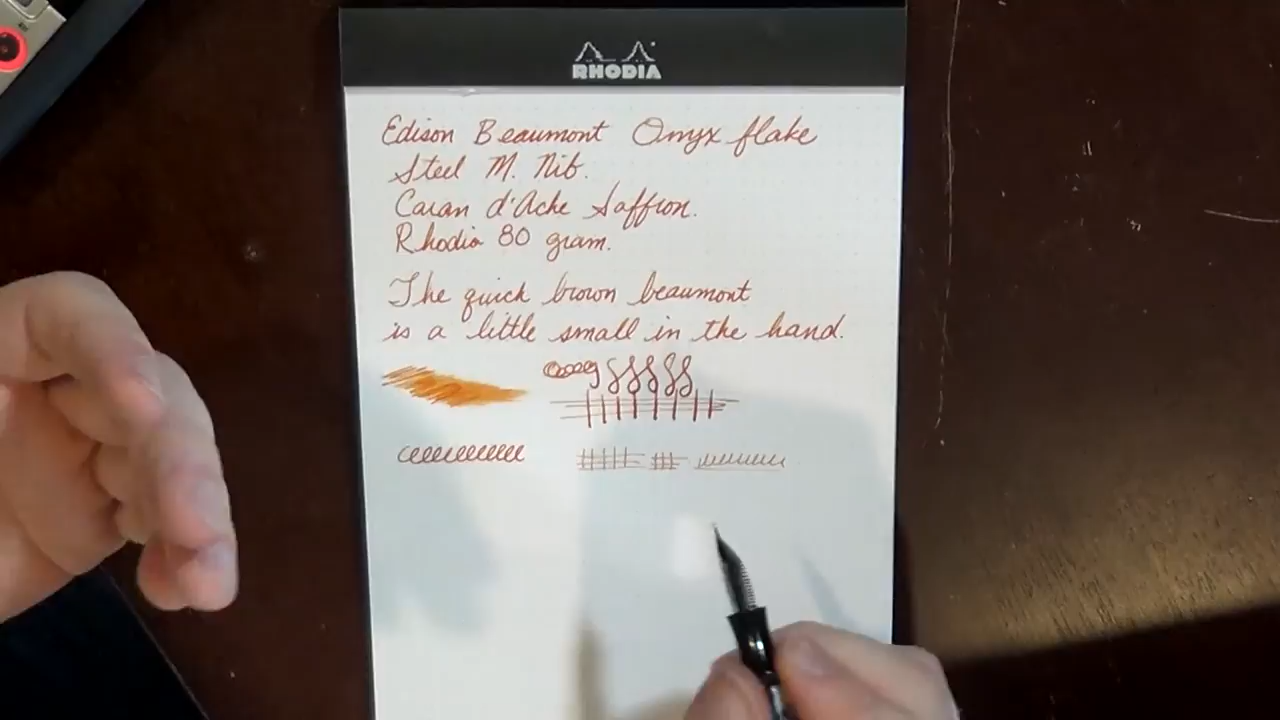 RHODIA
Edison Beaumont Onyx flake
Steel M. Nib.
Caran d'Ache Saffron.
Rhodia 80 gram.
The quick brown beaumont
is a little small in the hand.